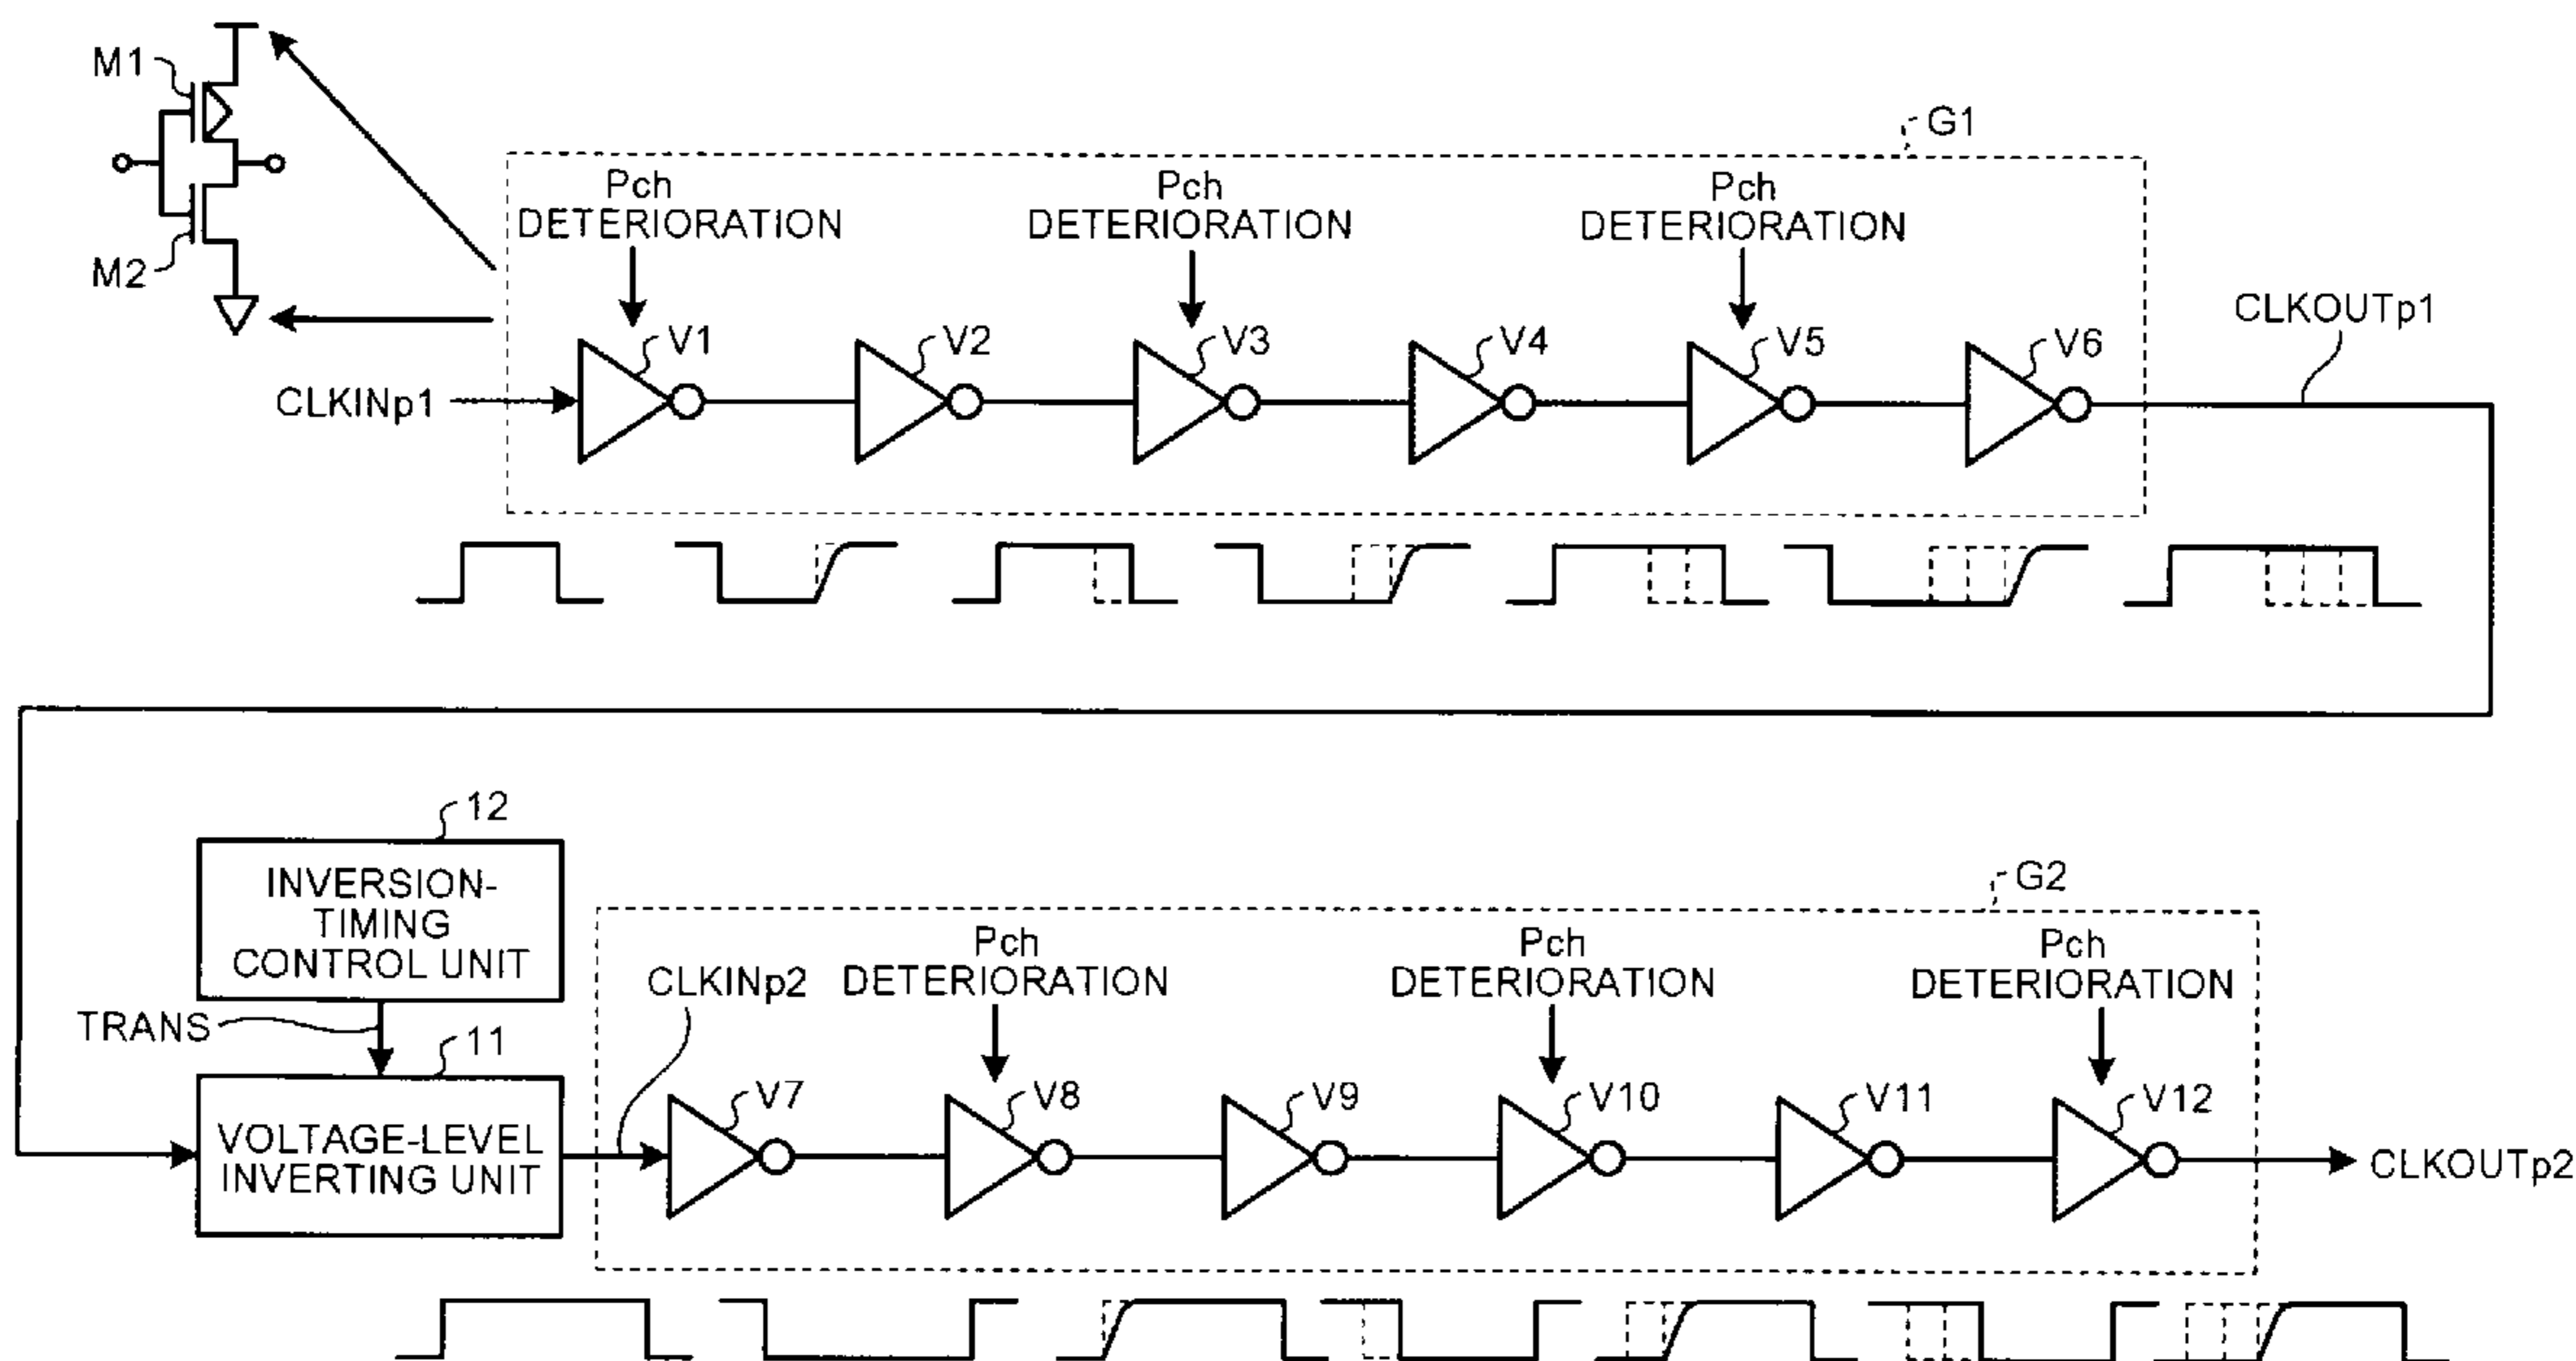 M1
M2
G1
Pch
DETERIORATION
Pch
DETERIORATION
Pch
DETERIORATION
V1
V2
V3
V4
V5
V6
CLKINp1
CLKOUTp1
12
INVERSION-
TIMING
CONTROL UNIT
TRANS
11
VOLTAGE-LEVEL
INVERTING UNIT
G2
CLKINp2
Pch
DETERIORATION
Pch
DETERIORATION
Pch
DETERIORATION
V7
V8
V9
V10
V11
V12
CLKOUTp2